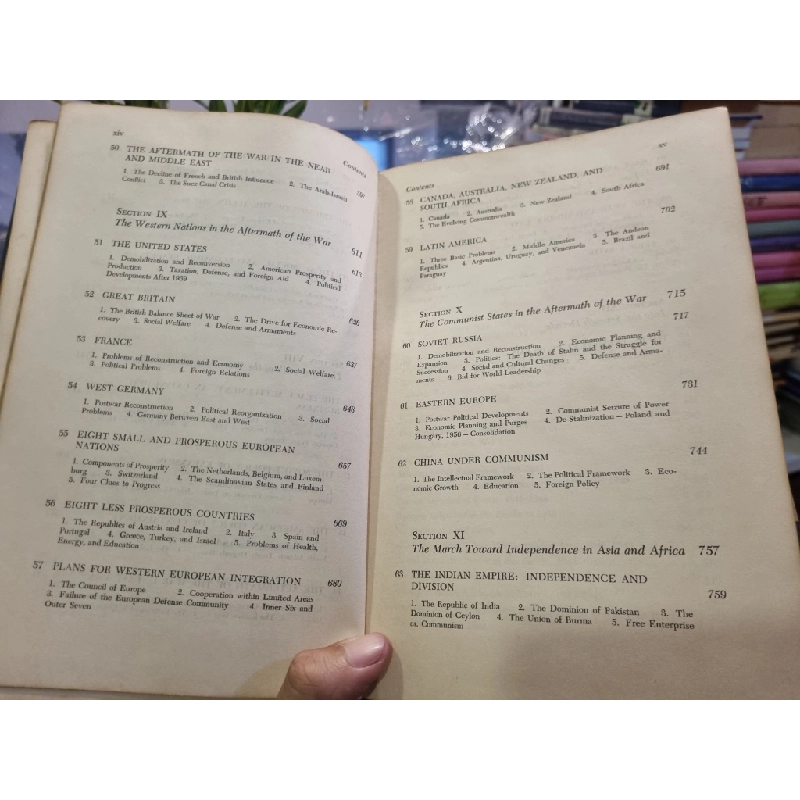 xiv
Contents
50 THE AFTERMATH OF THE WAR IN THE NEAR
AND MIDDLE EAST
1. The Decline of French and British Influence 2. The Arab-Israeli
Conflict 3. The Suez Canal Crisis
SECTION IX
The Western Nations in the Aftermath of the War 511
51 THE UNITED STATES
1. Demobilization and Reconversion 2. American Prosperity and
Production 3. Taxation, Defense, and Foreign Aid 4. Political
Developments After 1959
52 GREAT BRITAIN
1. The British Balance Sheet of War 2. The Drive for Economic Re-
covery 3. Social Welfare 4. Defense and Armaments
53 FRANCE
1. Problems of Reconstruction and Economy 2. Social Welfare
3. Political Problems 4. Foreign Relations
54 WEST GERMANY
1. Postwar Reconstruction 2. Political Reorganization 3. Social
Problems 4. Germany Between East and West
55 EIGHT SMALL AND PROSPEROUS EUROPEAN
NATIONS 657
1. Components of Prosperity 2. The Netherlands, Belgium, and Luxem
burg 3. Switzerland 4. The Scandinavian States and Finland
5. Four Clues to Progress
56 EIGHT LESS PROSPEROUS COUNTRIES 669
1. The Republics of Austria and Ireland 2. Italy 3. Spain and
Portugal 4. Greece, Turkey, and Israel 5. Problems of Health,
Energy, and Education
57 PLANS FOR WESTERN EUROPEAN INTEGRATION 685
1. The Council of Europe 2. Cooperation within Limited Areas
3. Failure of the European Defense Community 4. Inner Six and
Outer Seven
Contents
xv
58 CANADA, AUSTRALIA, NEW ZEALAND, AND
SOUTH AFRICA 691
1. Canada 2. Australia 3. New Zealand 4. South Africa
5. The Evolving Commonwealth
59 LATIN AMERICA 702
1. Three Basic Problems 2. Middle America 3. The Andean
Republics 4. Argentina, Uruguay, and Venezuela 5. Brazil and
Paraguay
SECTION X
The Communist States in the Aftermath of the War 715
60 SOVIET RUSSIA 717
1. Demobilization and Reconstruction 2. Economic Planning and
Expansion 3. Politics: The Death of Stalin and the Struggle for
Succession 4. Social and Cultural Changes 5. Defense and Arma-
ments 6. Bid for World Leadership
61 EASTERN EUROPE 731
1. Postwar Political Developments 2. Communist Seizure of Power
3. Economic Planning and Purges 4. De Stalinization—Poland and
Hungary, 1956—Consolidation
62 CHINA UNDER COMMUNISM 744
1. The Intellectual Framework 2. The Political Framework 3. Eco-
nomic Growth 4. Education 5. Foreign Policy
SECTION XI
The March Toward Independence in Asia and Africa 757
63 THE INDIAN EMPIRE: INDEPENDENCE AND
DIVISION 759
1. The Republic of India 2. The Dominion of Pakistan 3. The
Dominion of Ceylon 4. The Union of Burma 5. Free Enterprise
vs. Communism